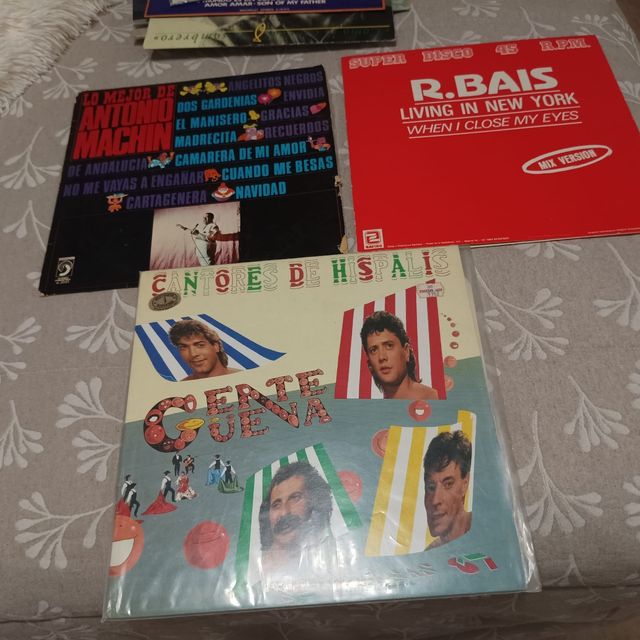 AMOR AMAR · SON OF MY FATHER
LO MEJOR DE
ANTONIO
MACHIN
ANGELITOS NEGROS
DOS GARDENIAS
ENVIDIA
EL MANISERO
GRACIAS
MADRECITA
RECUERDOS
DE ANDALUCIA
CAMARERA DE MI AMOR
NO ME VAYAS A ENGAÑAR
CUANDO ME BESAS
CARTAGENERA
NAVIDAD
SUPER DISCO 45 R.P.M.
R.BAIS
LIVING IN NEW YORK
WHEN I CLOSE MY EYES
MIX VERSION
CANTORES DE HISPALIS
GENTE
GUENA